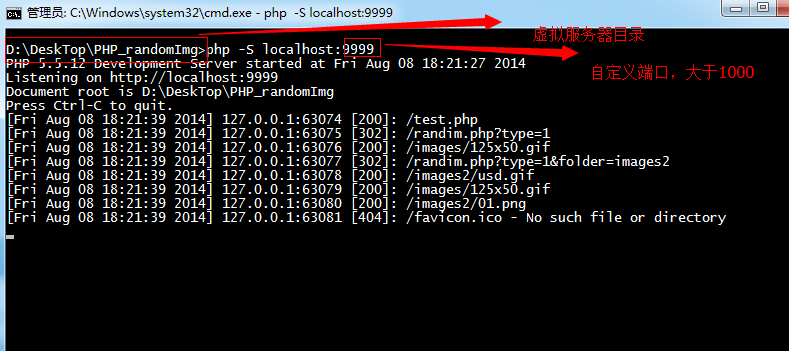 管理员: C:\Windows\system32\cmd.exe - php  -S localhost:9999
D:\DeskTop\PHP_randomImg>php -S localhost:9999
虚拟服务器目录
PHP 5.5.12 Development Server started at Fri Aug 08 18:21:27 2014
自定义端口，大于1000
Listening on http://localhost:9999
Document root is D:\DeskTop\PHP_randomImg
Press Ctrl-C to quit.
[Fri Aug 08 18:21:39 2014] 127.0.0.1:63074 [200]: /test.php
[Fri Aug 08 18:21:39 2014] 127.0.0.1:63075 [302]: /randim.php?type=1
[Fri Aug 08 18:21:39 2014] 127.0.0.1:63076 [200]: /images/125x50.gif
[Fri Aug 08 18:21:39 2014] 127.0.0.1:63077 [302]: /randim.php?type=1&folder=images2
[Fri Aug 08 18:21:39 2014] 127.0.0.1:63078 [200]: /images2/usd.gif
[Fri Aug 08 18:21:39 2014] 127.0.0.1:63079 [200]: /images/125x50.gif
[Fri Aug 08 18:21:39 2014] 127.0.0.1:63080 [200]: /images2/01.png
[Fri Aug 08 18:21:39 2014] 127.0.0.1:63081 [404]: /favicon.ico - No such file or directory